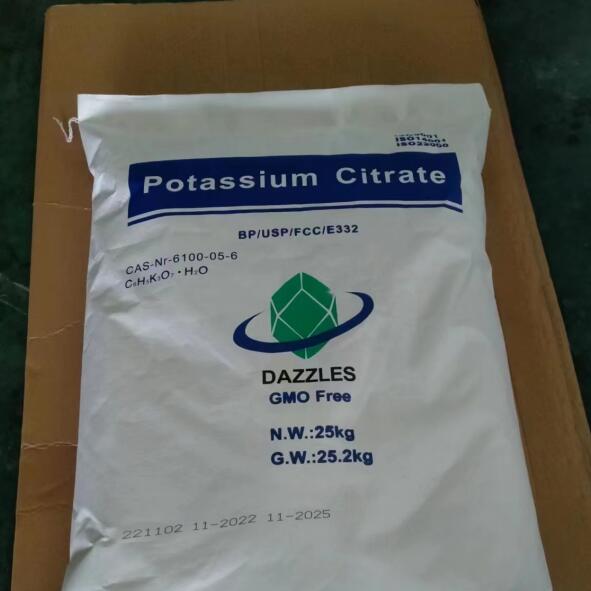 ISO14001
ISO22000
Potassium Citrate
BP/USP/FCC/E332
CAS-Nr-6100-05-6
C₆H₅K₃O₇·H₂O
DAZZLES
GMO Free
N.W.:25kg
G.W.:25.2kg
221102 11-2022 11-2025